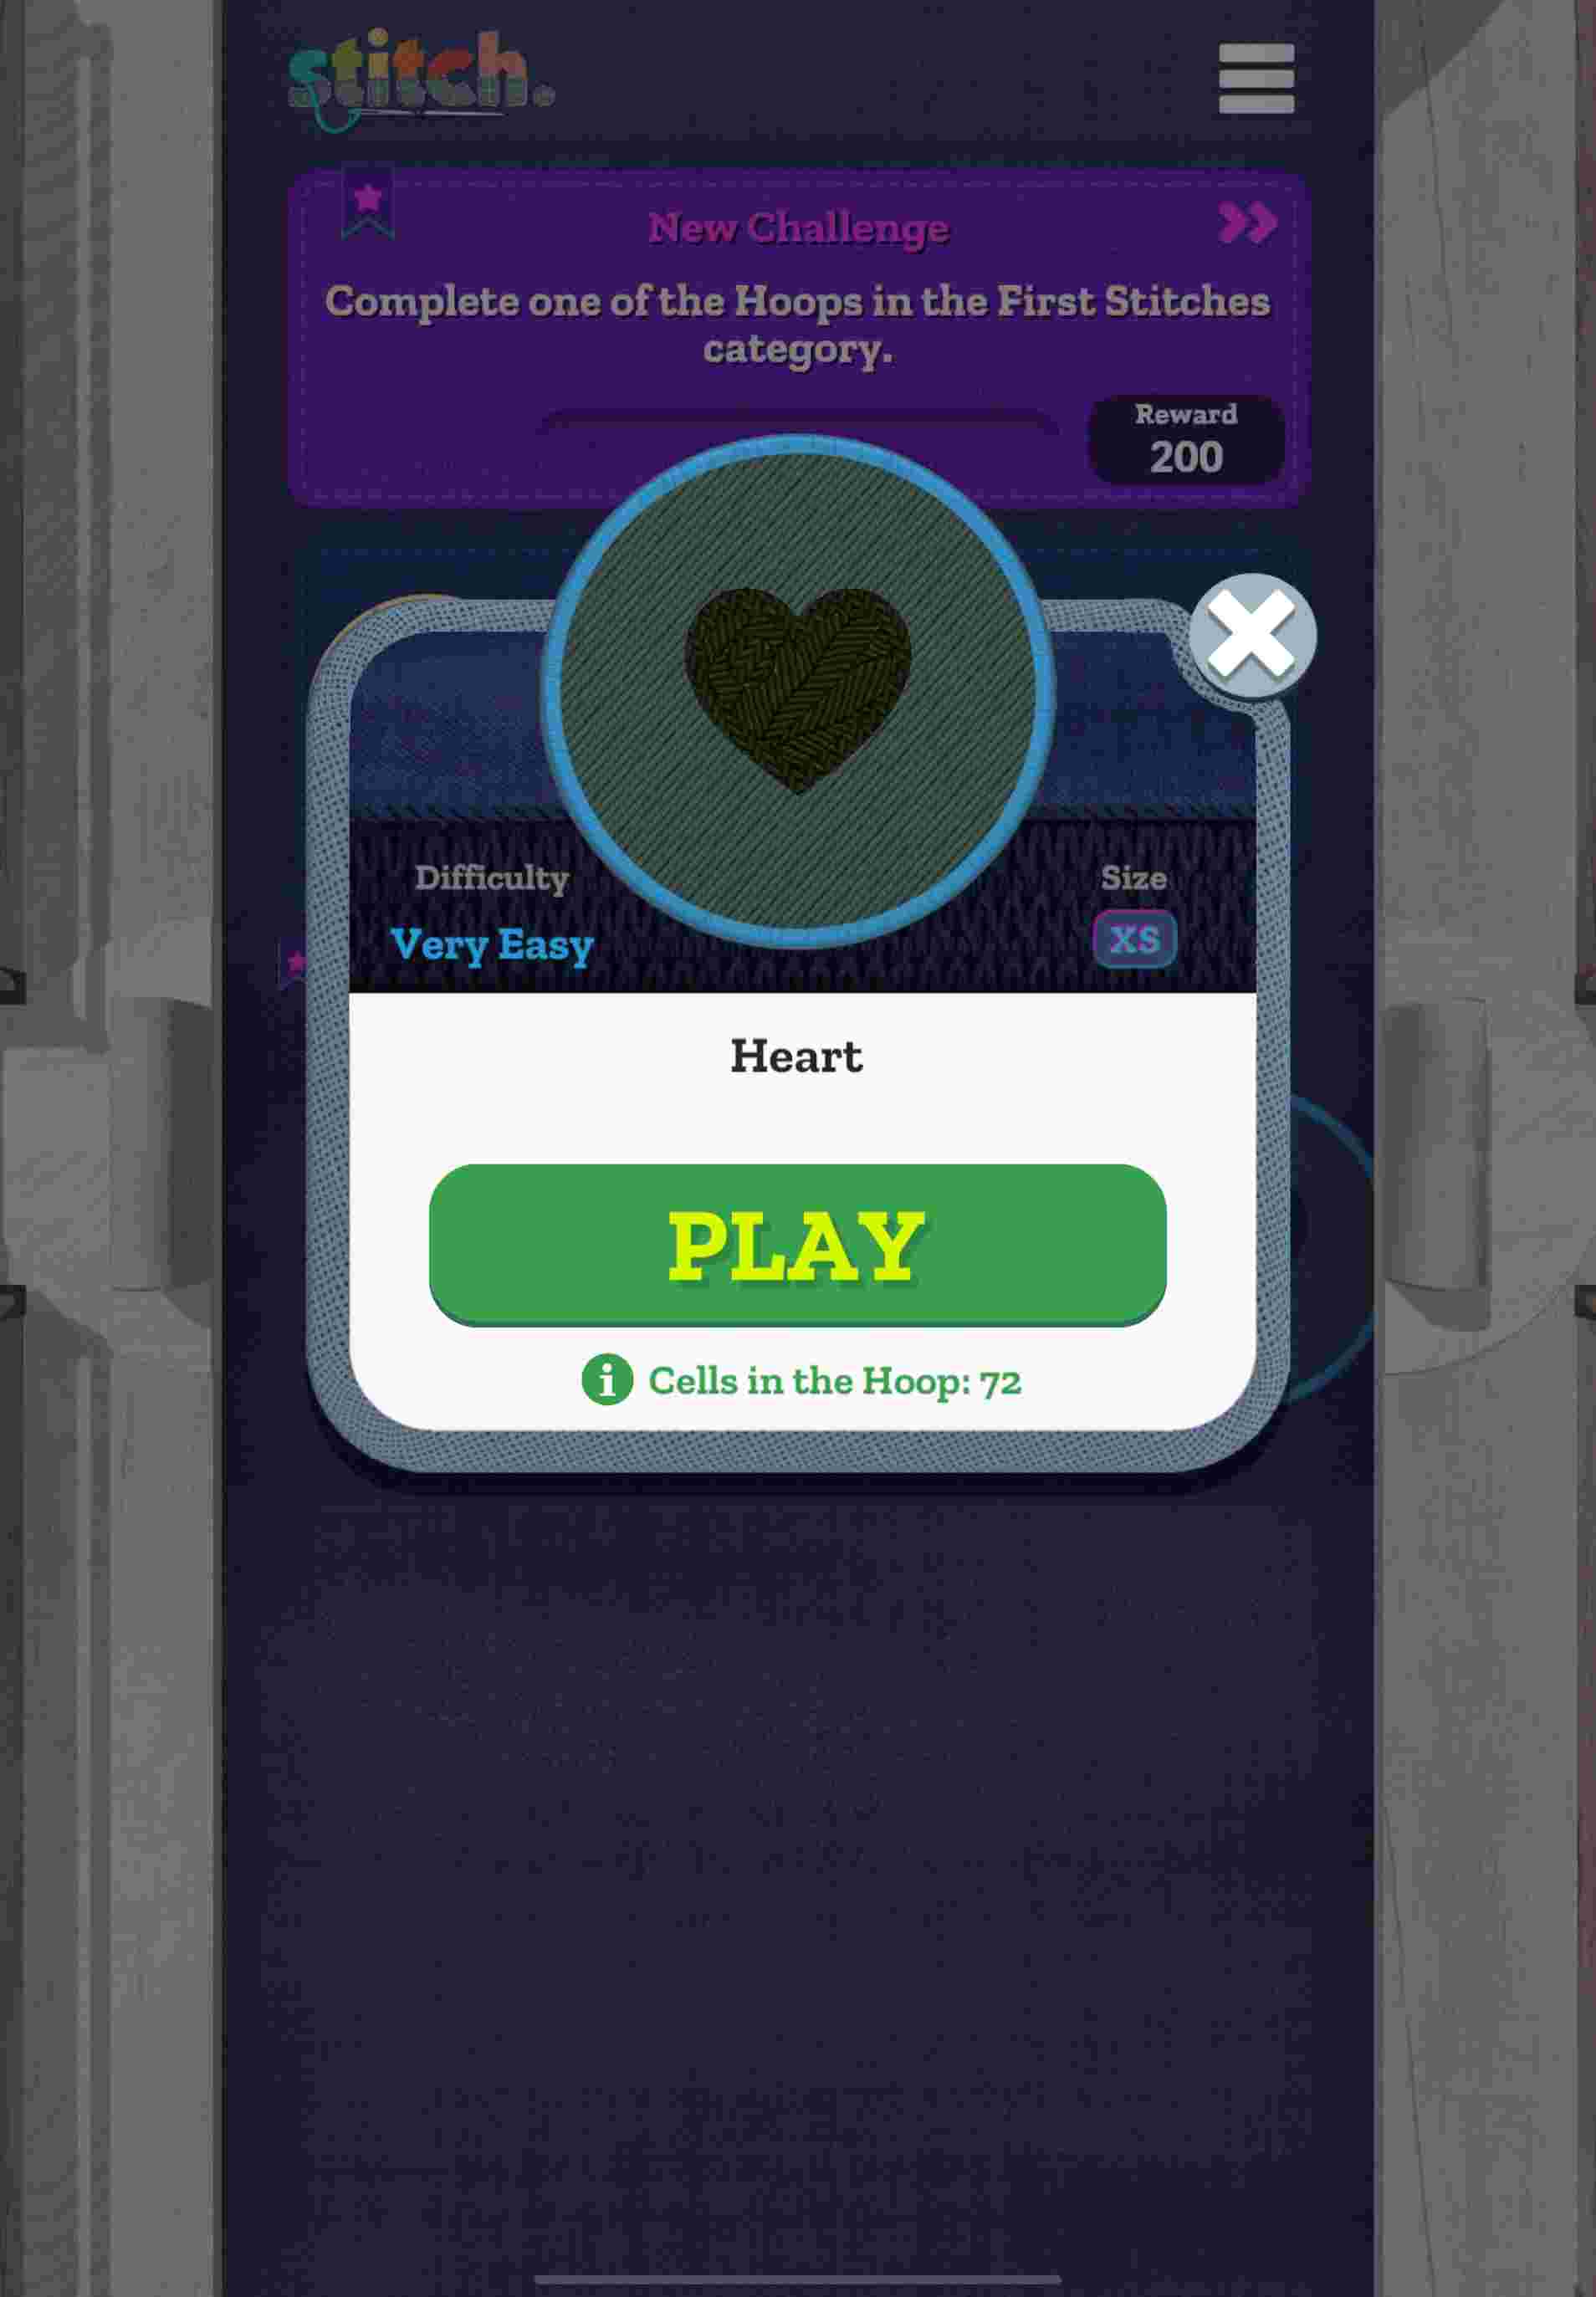 stitch.
New Challenge
Complete one of the Hoops in the First Stitches
category.
Reward
200
Difficulty
Very Easy
Size
XS
Heart
PLAY
i Cells in the Hoop: 72